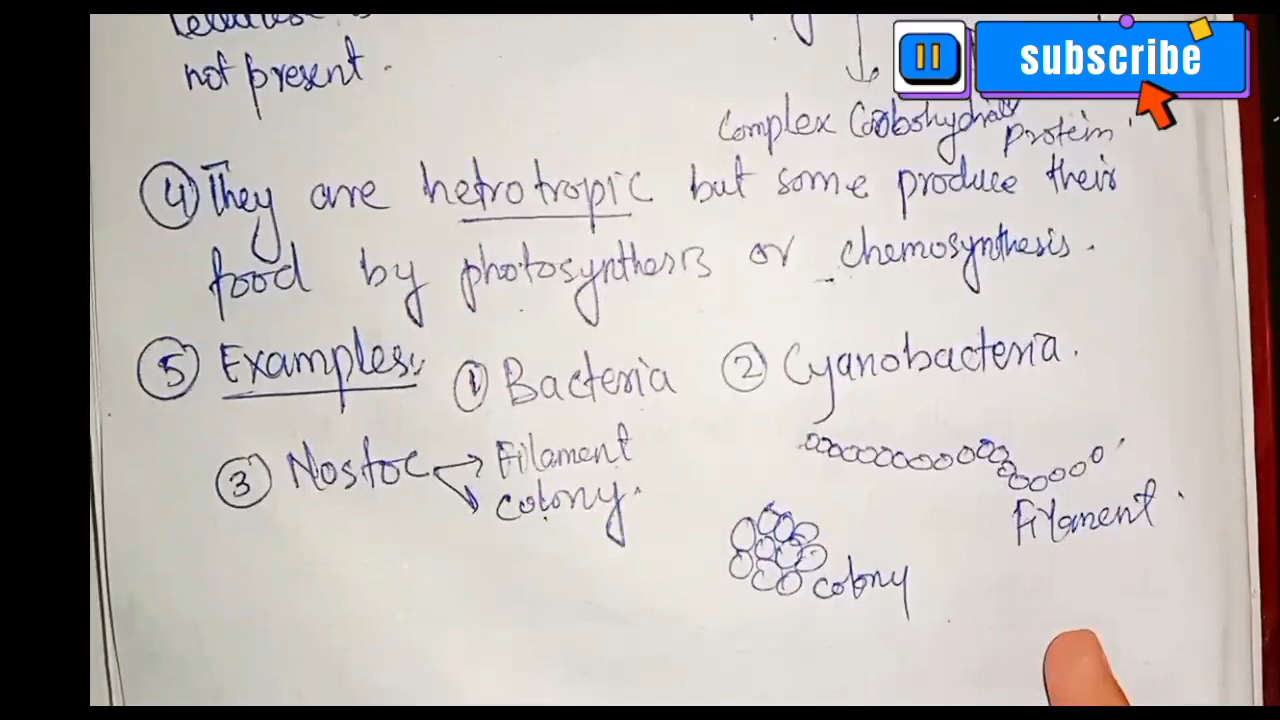 not present.
subscribe
Complex Carbohydrate
protein
④ They are hetrotropic but some produce their
food by photosynthesis or chemosynthesis.
⑤ Examples:
① Bacteria
② Cyanobacteria.
③ Nostoc
Filament
colony.
Filament.
colony